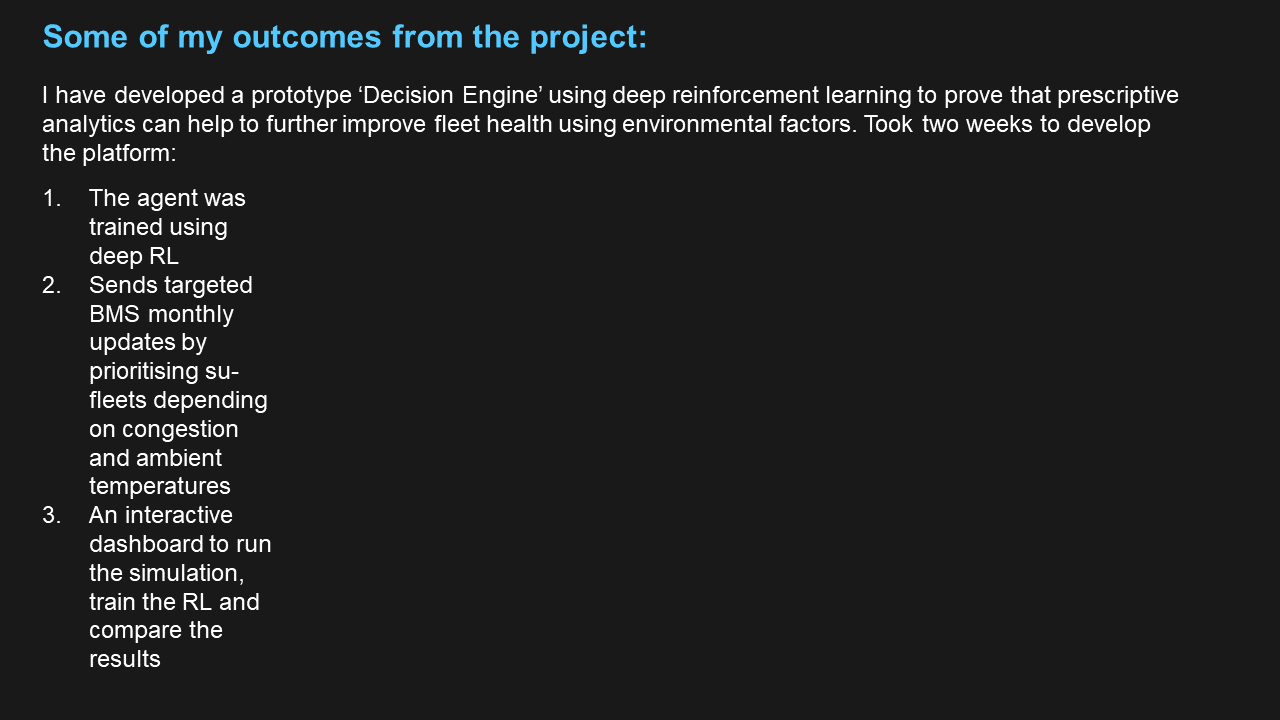 Some of my outcomes from the project:
I have developed a prototype ‘Decision Engine’ using deep reinforcement learning to prove that prescriptive
analytics can help to further improve fleet health using environmental factors. Took two weeks to develop
the platform:
1. The agent was
trained using
deep RL
2. Sends targeted
BMS monthly
updates by
prioritising su-
fleets depending
on congestion
and ambient
temperatures
3. An interactive
dashboard to run
the simulation,
train the RL and
compare the
results